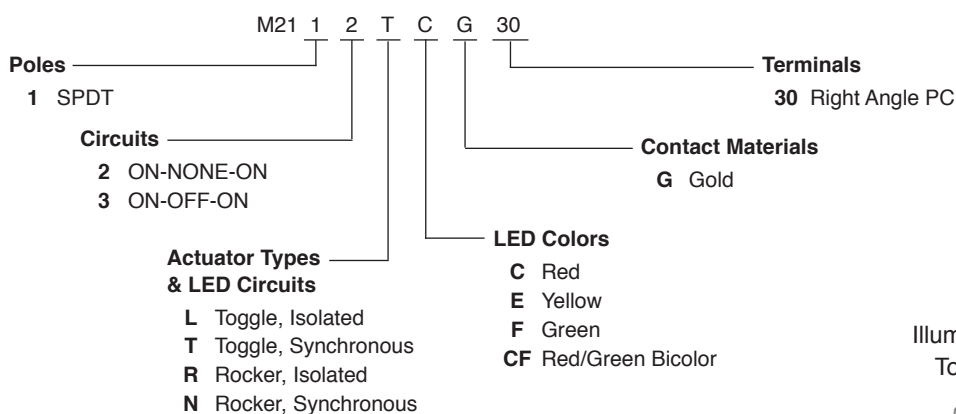 M21 1 2 T C G 30
Poles
1 SPDT
Circuits
2 ON-NONE-ON
3 ON-OFF-ON
Actuator Types
& LED Circuits
L Toggle, Isolated
T Toggle, Synchronous
R Rocker, Isolated
N Rocker, Synchronous
LED Colors
C Red
E Yellow
F Green
CF Red/Green Bicolor
Contact Materials
G Gold
Terminals
30 Right Angle PC
Illum
To